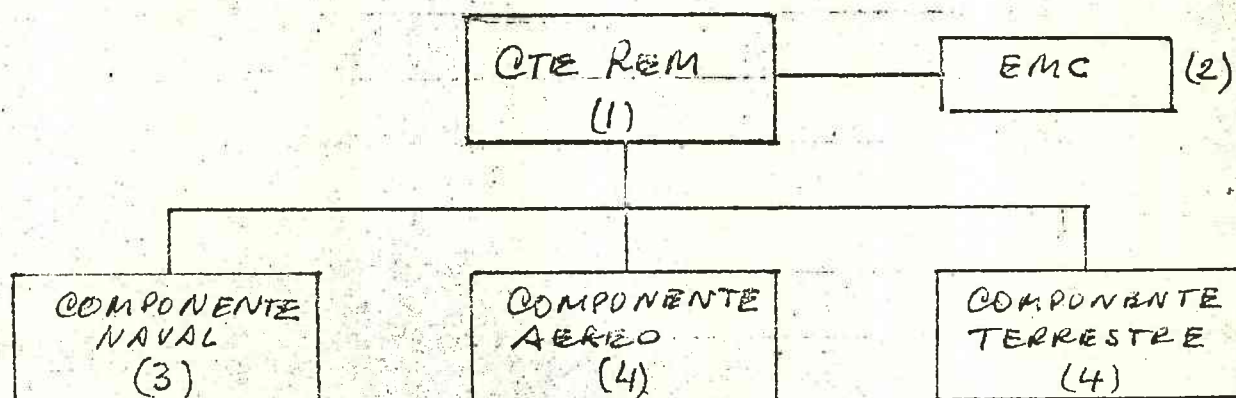 CTE REM
(1)
EMC
(2)
COMPONENTE
NAVAL
(3)
COMPONENTE
AEREO
(4)
COMPONENTE
TERRESTRE
(4)